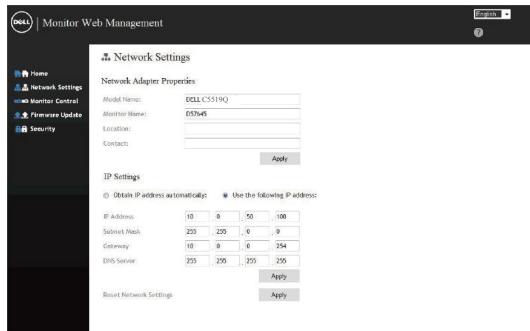 DELL
Monitor Web Management
English
?
Home
Network Settings
Monitor Control
Firmware Update
Security
Network Settings
Network Adapter Properties
Model Name: DELL C5519Q
Monitor Name: D57645
Location:
Contact:
Apply
IP Settings
Obtain IP address automatically: Use the following IP address:
IP Address 10 . 0 . 50 . 100
Subnet Mask 255 . 255 . 0 . 0
Gateway 10 . 0 . 0 . 254
DNS Server 255 . 255 . 255 . 255
Apply
Reset Network Settings Apply